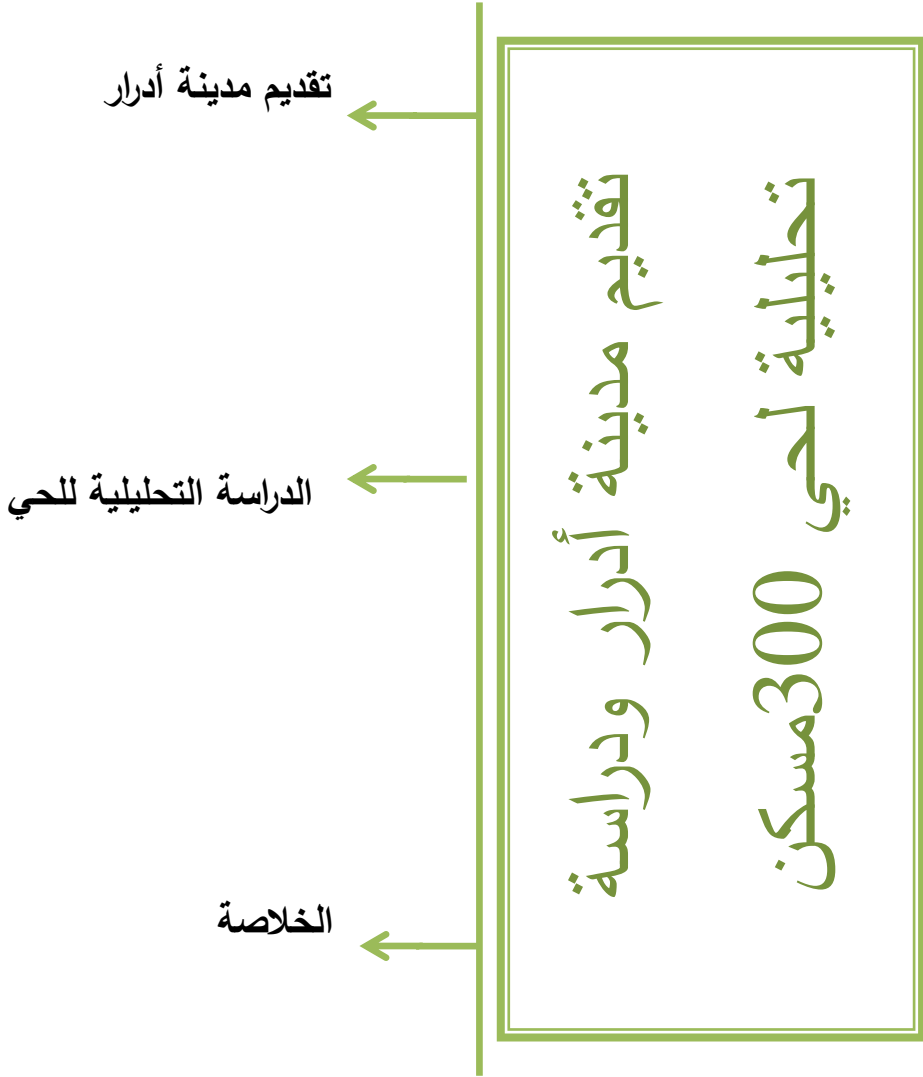 تقديم مدينة أدرار ودراسة
تحليلية لحي 300مسكن
تقديم مدينة أدرار
الدراسة التحليلية للحي
الخلاصة